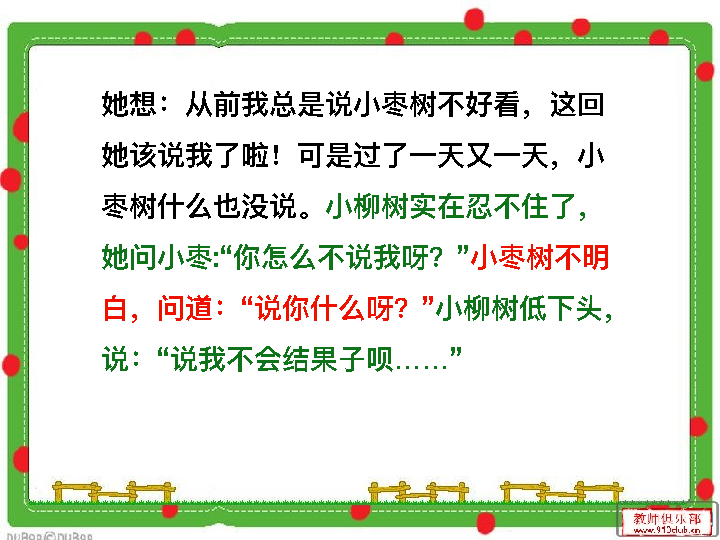 她想：从前我总是说小枣树不好看，这回
她该说我了啦！可是过了一天又一天，小
枣树什么也没说。小柳树实在忍不住了，
她问小枣:“你怎么不说我呀？”小枣树不明
白，问道：“说你什么呀？”小柳树低下头，
说：“说我不会结果子呗……”
教师俱乐部